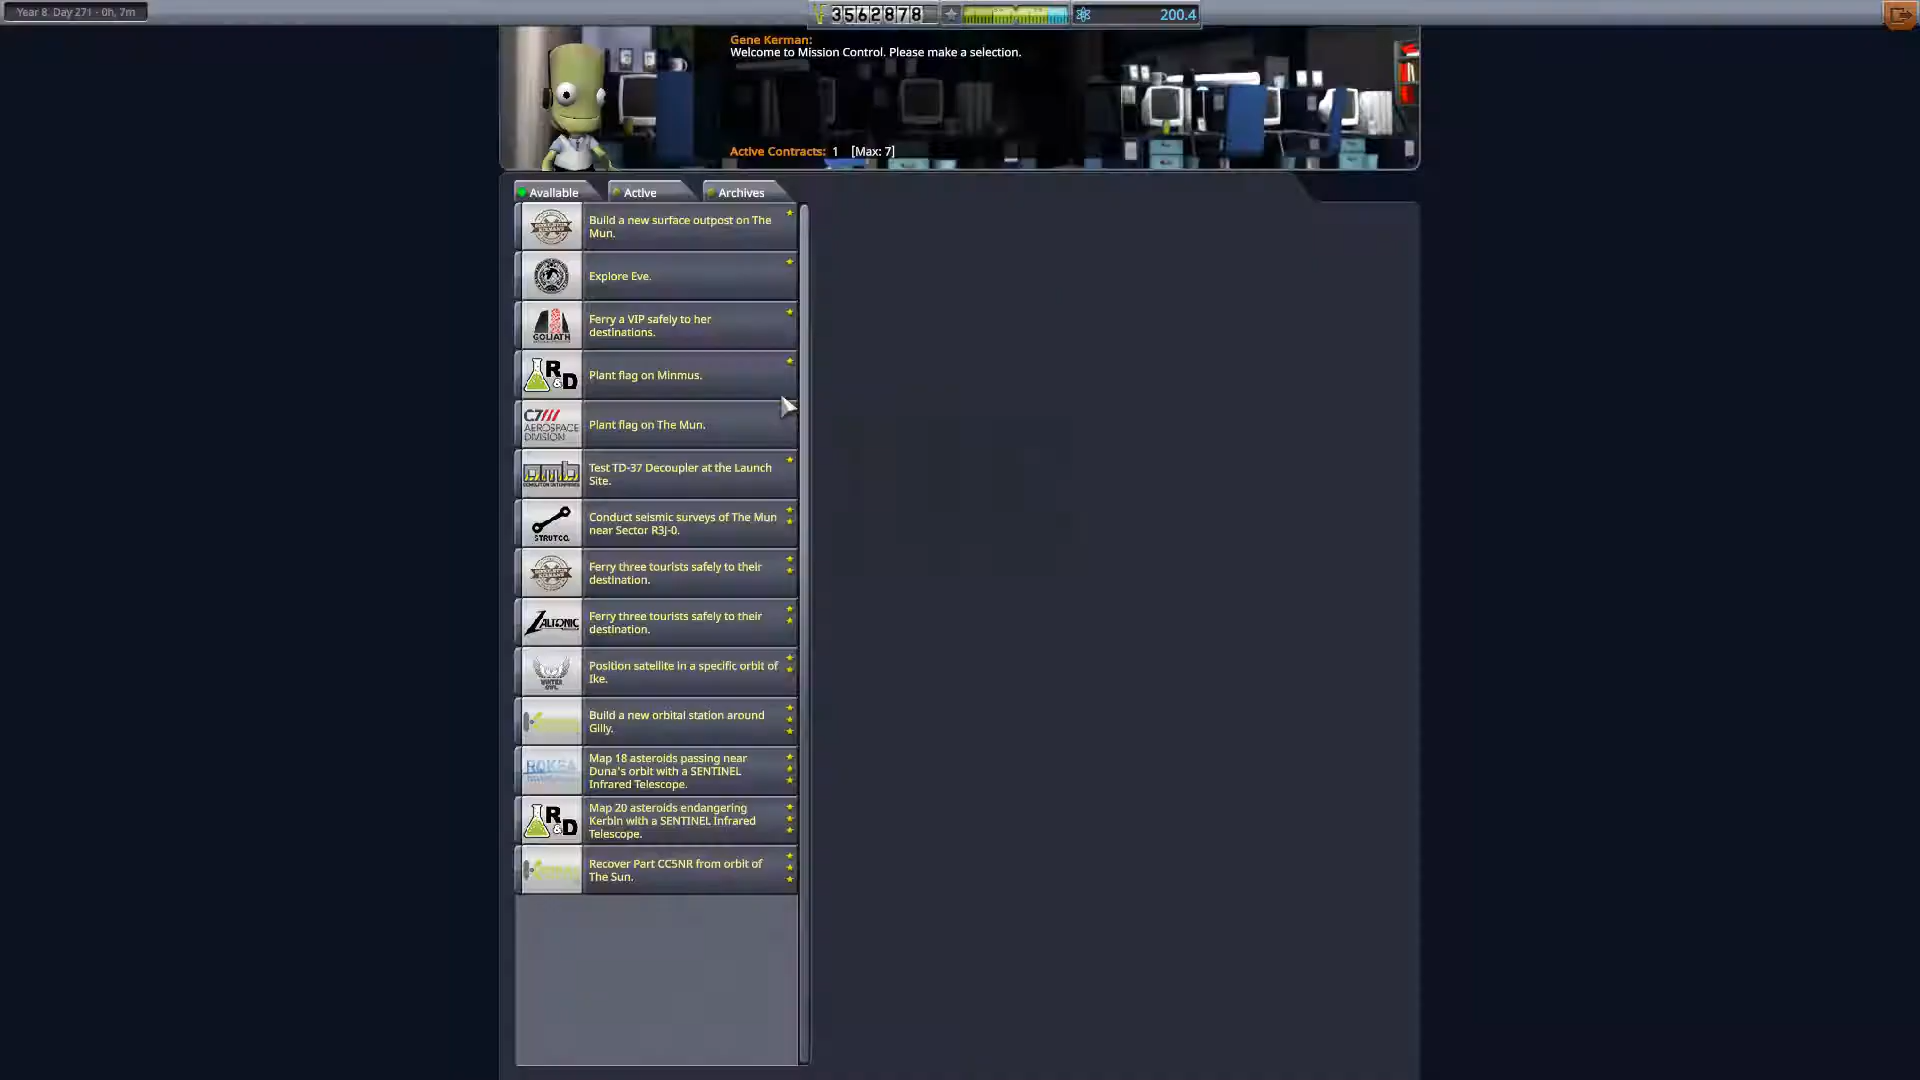 Year 8, Day 271 - 0h, 7m
3562878
200.4
Gene Kerman:
Welcome to Mission Control. Please make a selection.
Active Contracts: 1 [Max: 7]
Available
Active
Archives
Build a new surface outpost on The
Mun.
Explore Eve.
GOLIATH
Ferry a VIP safely to her
destinations.
R&D
Plant flag on Minmus.
C7
AEROSPACE
DIVISION
Plant flag on The Mun.
Test TD-37 Decoupler at the Launch
Site.
STRUTCO.
Conduct seismic surveys of The Mun
near Sector R3J-0.
Ferry three tourists safely to their
destination.
ZALTONIC
Ferry three tourists safely to their
destination.
WINTER
OWL
Position satellite in a specific orbit of
Ike.
Build a new orbital station around
Gilly.
ROKEA
Map 18 asteroids passing near
Duna's orbit with a SENTINEL
Infrared Telescope.
R&D
Map 20 asteroids endangering
Kerbin with a SENTINEL Infrared
Telescope.
Recover Part CC5NR from orbit of
The Sun.